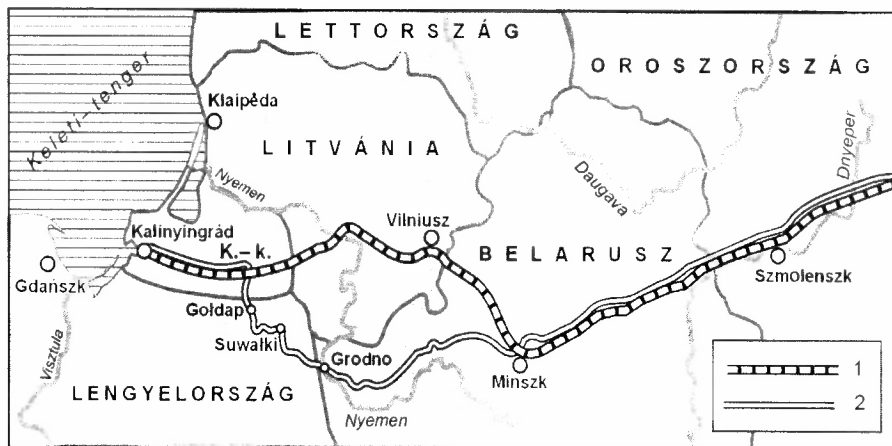 LETTORSZÁG
OROSZORSZÁG
Keleti-tenger
Klaipėda
LITVÁNIA
Dnyeper
Nyemen
Daugava
Kalinyingrád
K.-k.
Vilniusz
BELARUSZ
Gdańszk
Szmolenszk
Gołdap
Suwałki
Visztula
Grodno
Minszk
LENGYELORSZÁG
Nyemen
1
2